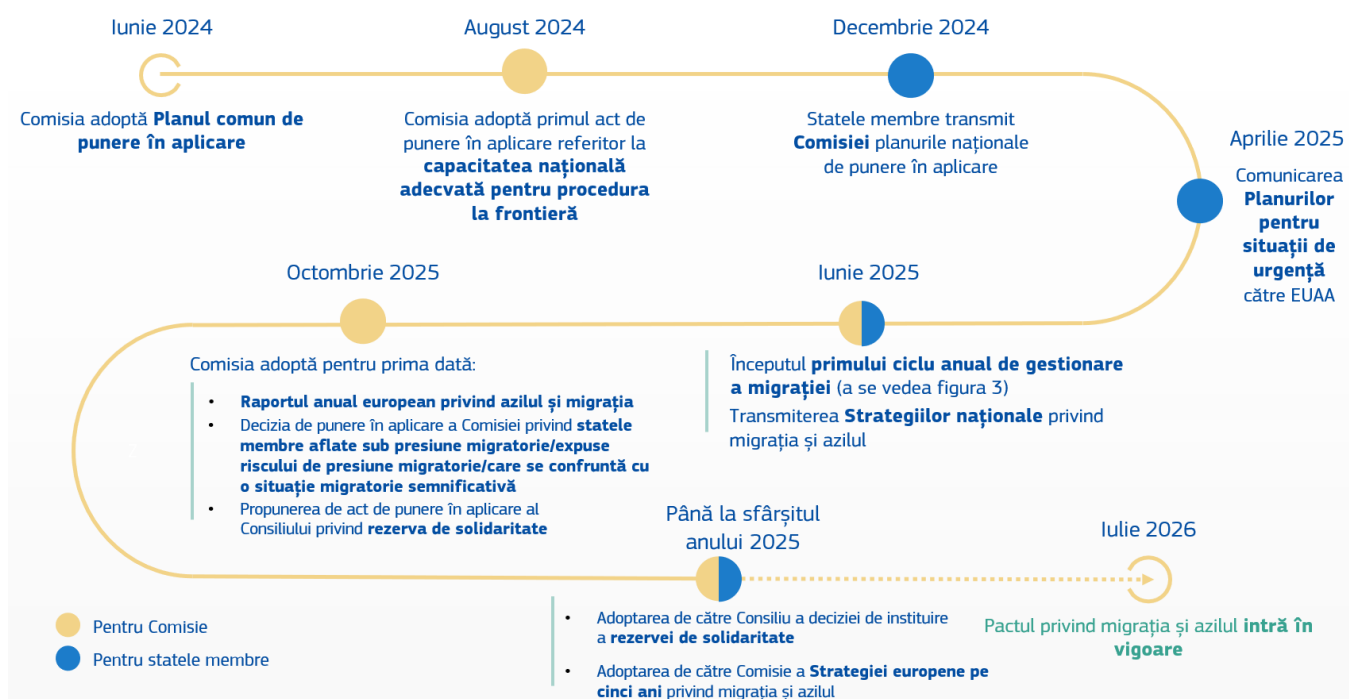 Iunie 2024
Comisia adoptă Planul comun de
punere în aplicare
August 2024
Comisia adoptă primul act de
punere în aplicare referitor la
capacitatea națională
adecvată pentru procedura
la frontieră
Decembrie 2024
Statele membre transmit
Comisiei planurile naționale
de punere în aplicare
Aprilie 2025
Comunicarea
Planurilor
pentru
situații de
urgență
către EUAA
Iunie 2025
Începutul primului ciclu anual de gestionare
a migrației (a se vedea figura 3)
Transmiterea Strategiilor naționale privind
migrația și azilul
Octombrie 2025
Comisia adoptă pentru prima dată:
• Raportul anual european privind azilul și migrația
• Decizia de punere în aplicare a Comisiei privind statele
membre aflate sub presiune migratorie/expuse
riscului de presiune migratorie/care se confruntă cu
o situație migratorie semnificativă
• Propunerea de act de punere în aplicare al
Consiliului privind rezerva de solidaritate
Până la sfârșitul
anului 2025
• Adoptarea de către Consiliu a deciziei de instituire
a rezervei de solidaritate
• Adoptarea de către Comisie a Strategiei europene pe
cinci ani privind migrația și azilul
Iulie 2026
Pactul privind migrația și azilul intră în
vigoare
Pentru Comisie
Pentru statele membre